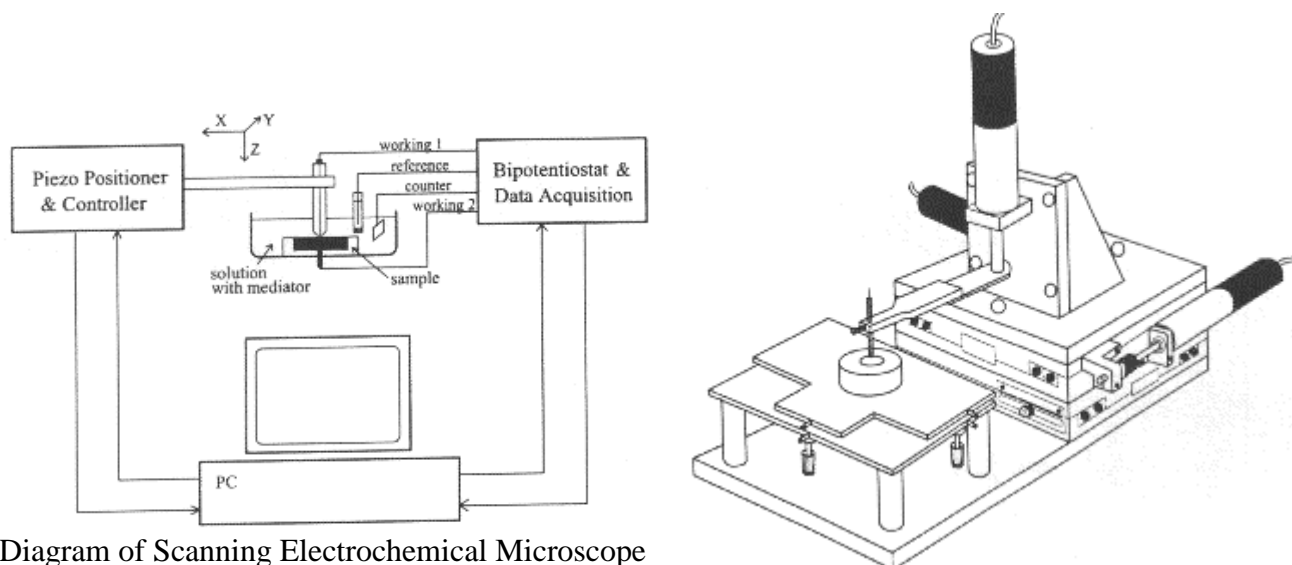 X
Y
Z
working 1
reference
counter
working 2
Piezo Positioner
& Controller
Bipotentiostat &
Data Acquisition
solution
with mediator
sample
PC
Diagram of Scanning Electrochemical Microscope